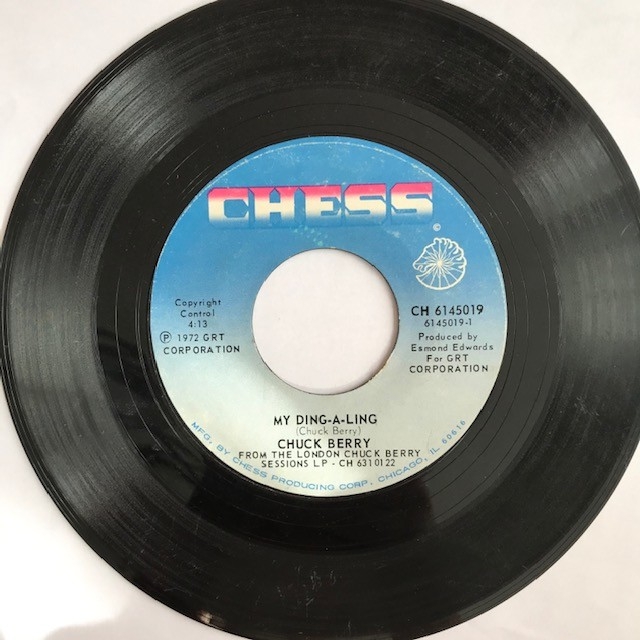 CHESS
©
Copyright
Control
4:13
Ⓟ 1972 GRT
CORPORATION
CH 6145019
6145019-1
Produced by
Esmond Edwards
For GRT
CORPORATION
MY DING-A-LING
(Chuck Berry)
CHUCK BERRY
FROM THE LONDON CHUCK BERRY
SESSIONS LP - CH 6310122
MFG. BY CHESS PRODUCING CORP., CHICAGO, IL 60616